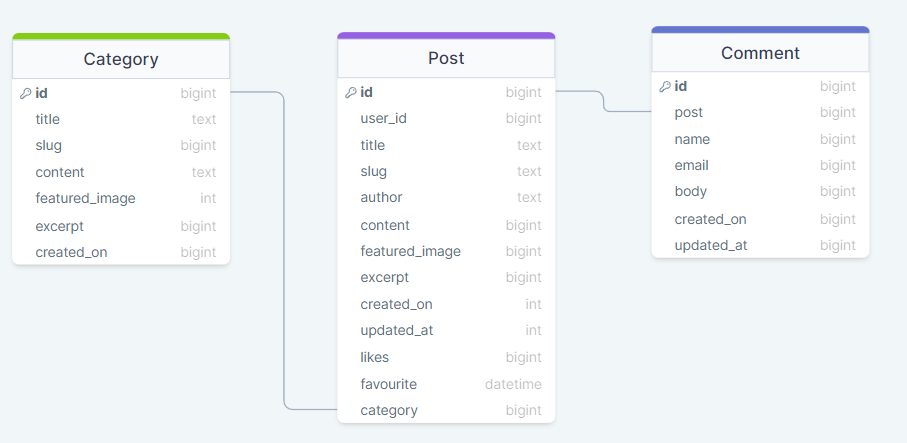 Category
id bigint
title text
slug bigint
content text
featured_image int
excerpt bigint
created_on bigint
Post
id bigint
user_id bigint
title text
slug text
author text
content bigint
featured_image bigint
excerpt bigint
created_on int
updated_at int
likes bigint
favourite datetime
category bigint
Comment
id bigint
post bigint
name bigint
email bigint
body bigint
created_on bigint
updated_at bigint